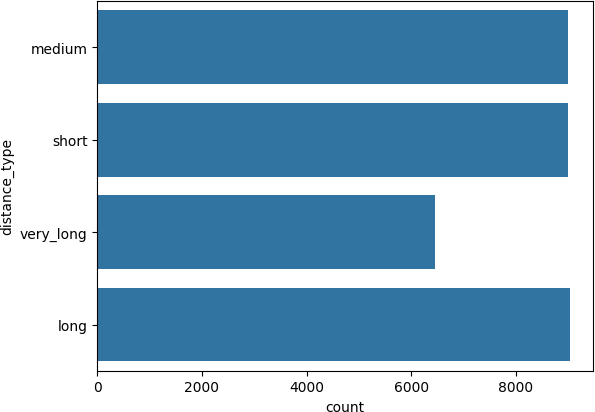 medium
short
very_long
long
distance_type
0 2000 4000 6000 8000
count